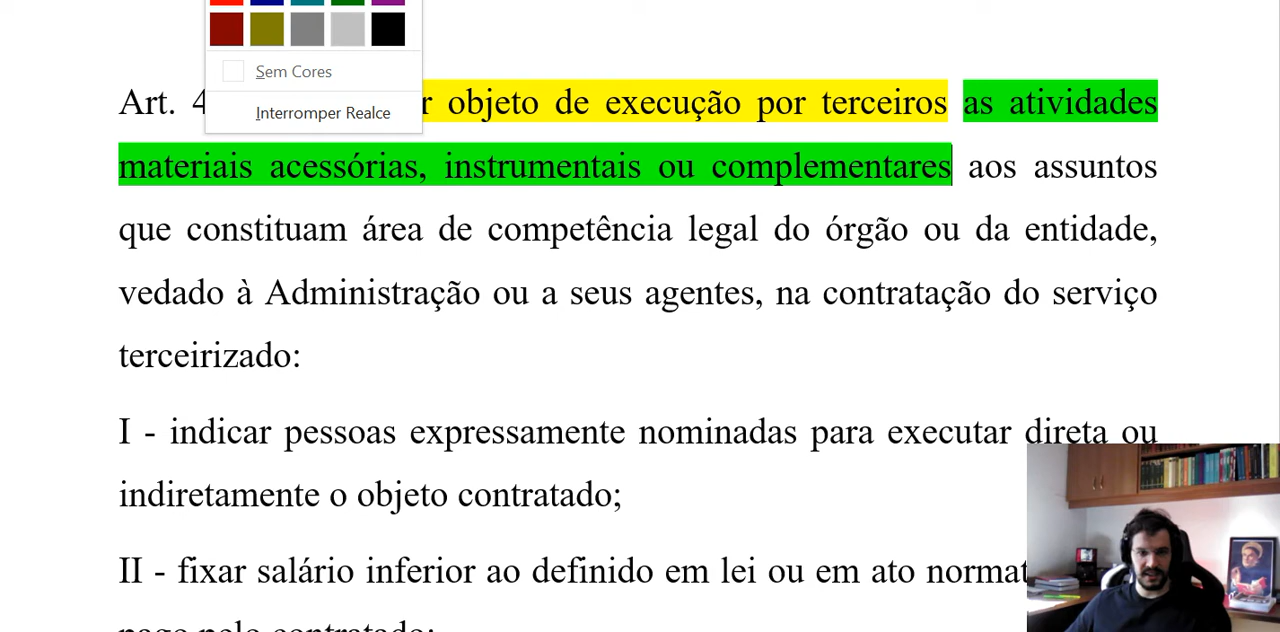 Sem Cores
Interromper Realce
Art. 4 r objeto de execução por terceiros as atividades
materiais acessórias, instrumentais ou complementares aos assuntos
que constituam área de competência legal do órgão ou da entidade,
vedado à Administração ou a seus agentes, na contratação do serviço
terceirizado:
I - indicar pessoas expressamente nominadas para executar direta ou
indiretamente o objeto contratado;
II - fixar salário inferior ao definido em lei ou em ato normat
pago pelo contratado;